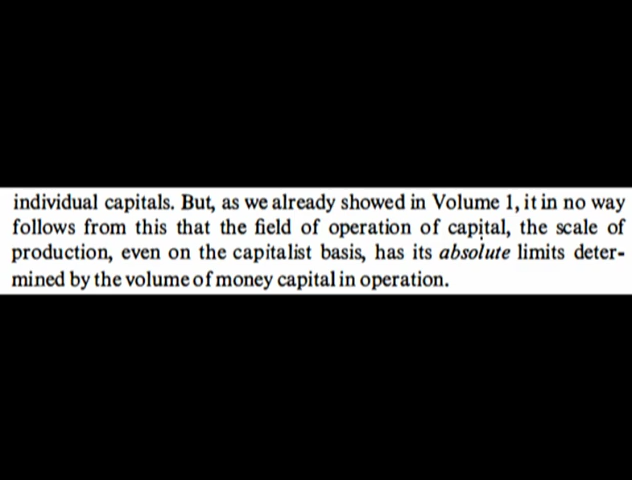 individual capitals. But, as we already showed in Volume 1, it in no way
follows from this that the field of operation of capital, the scale of
production, even on the capitalist basis, has its absolute limits deter-
mined by the volume of money capital in operation.